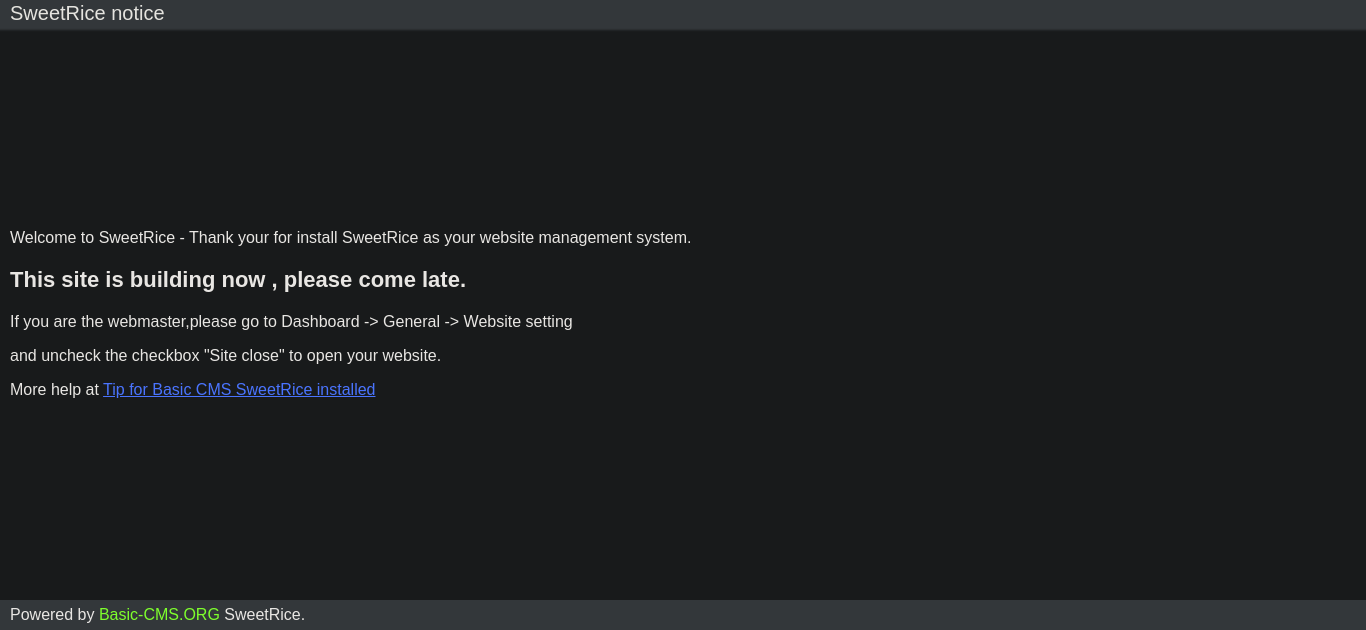 SweetRice notice
Welcome to SweetRice - Thank your for install SweetRice as your website management system.
This site is building now , please come late.
If you are the webmaster,please go to Dashboard -> General -> Website setting
and uncheck the checkbox "Site close" to open your website.
More help at Tip for Basic CMS SweetRice installed
Powered by Basic-CMS.ORG SweetRice.